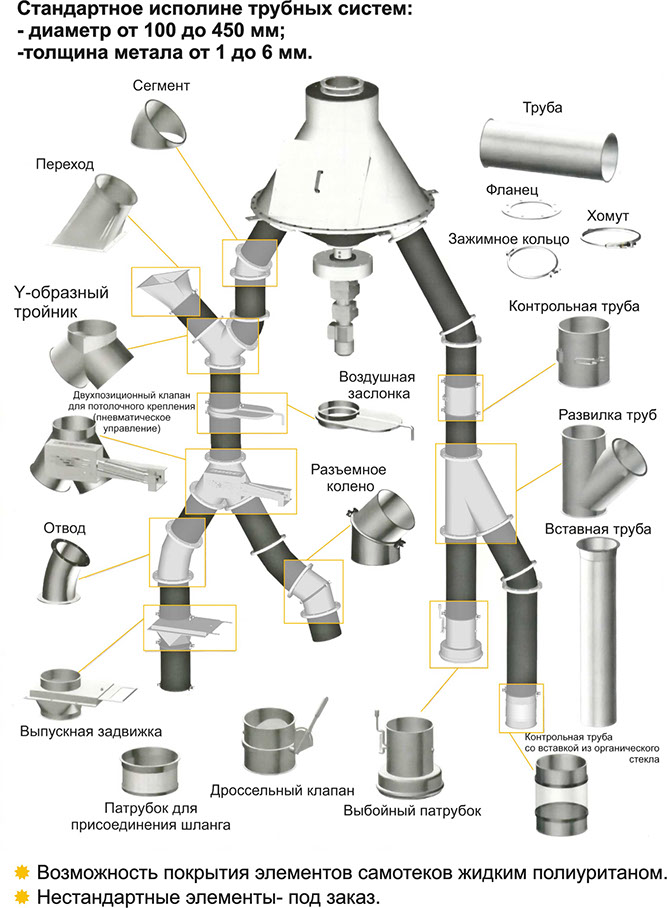 Стандартное исполине трубных систем:
- диаметр от 100 до 450 мм;
-толщина метала от 1 до 6 мм.
Сегмент
Труба
Переход
Фланец
Хомут
Зажимное кольцо
Y-образный
тройник
Контрольная труба
Воздушная
заслонка
Двухпозиционный клапан
для потолочного крепления
(пневматическое
управление)
Развилка труб
Разъемное
колено
Отвод
Вставная труба
Выпускная задвижка
Контрольная труба
со вставкой из органического
стекла
Дроссельный клапан
Патрубок для
присоединения шланга
Выбойный патрубок
Возможность покрытия элементов самотеков жидким полиуританом.
Нестандартные элементы- под заказ.